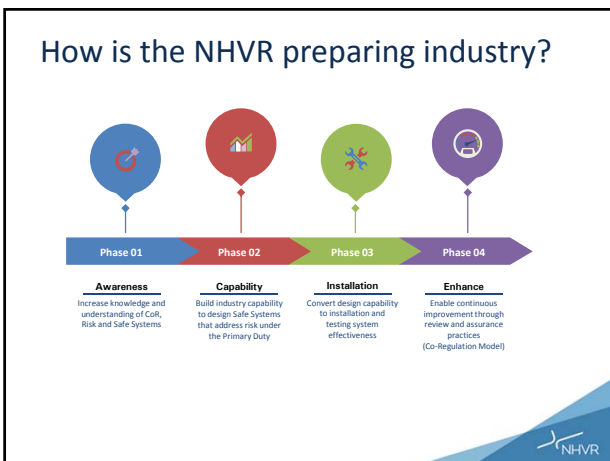 How is the NHVR preparing industry?
Phase 01
Phase 02
Phase 03
Phase 04
Awareness
Increase knowledge and
understanding of CoR,
Risk and Safe Systems
Capability
Build industry capability
to design Safe Systems
that address risk under
the Primary Duty
Installation
Convert design capability
to installation and
testing system
effectiveness
Enhance
Enable continuous
improvement through
review and assurance
practices
(Co-Regulation Model)
NHVR